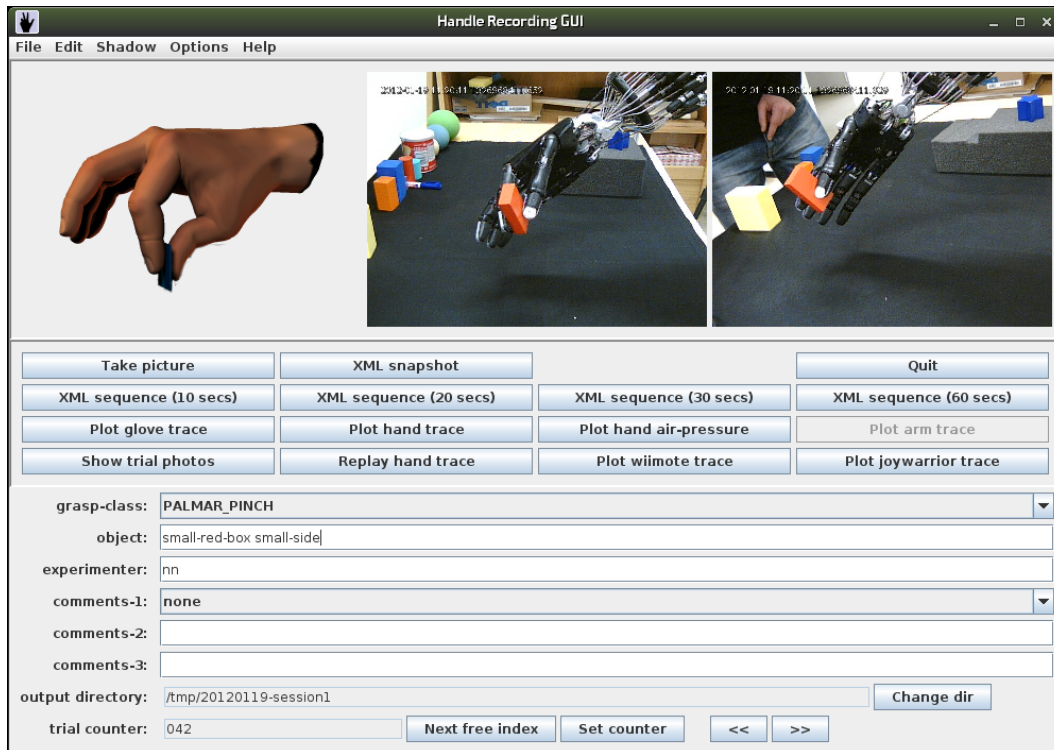 Handle Recording GUI
File Edit Shadow Options Help
Take picture XML snapshot Quit
XML sequence (10 secs) XML sequence (20 secs) XML sequence (30 secs) XML sequence (60 secs)
Plot glove trace Plot hand trace Plot hand air-pressure Plot arm trace
Show trial photos Replay hand trace Plot wiimote trace Plot joywarrior trace
grasp-class: PALMAR_PINCH
object: small-red-box small-side
experimenter: nn
comments-1: none
comments-2:
comments-3:
output directory: /tmp/20120119-session1 Change dir
trial counter: 042 Next free index Set counter << >>